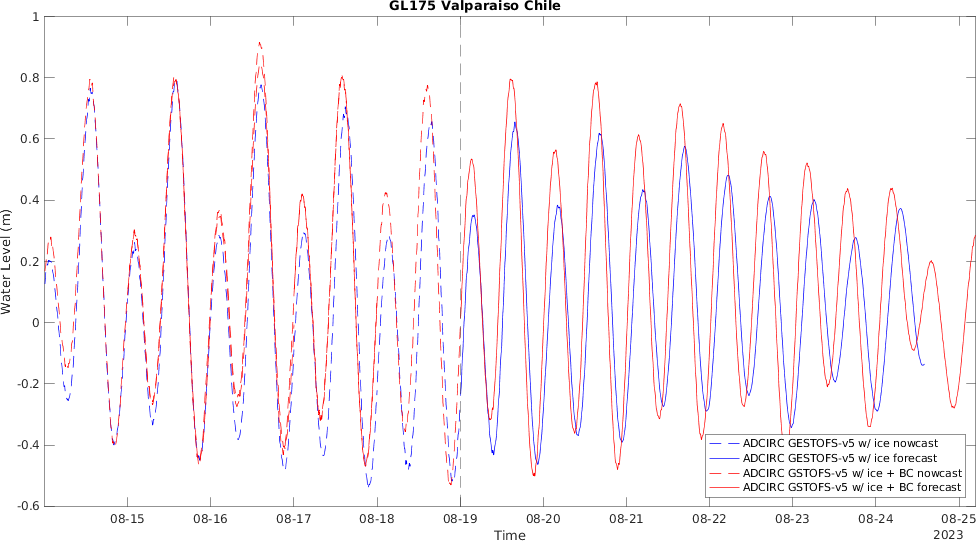 GL175 Valparaiso Chile
1
0.8
0.6
0.4
0.2
0
-0.2
-0.4
-0.6
Water Level (m)
ADCIRC GESTOFS-v5 w/ ice nowcast
ADCIRC GESTOFS-v5 w/ ice forecast
ADCIRC GSTOFS-v5 w/ ice + BC nowcast
ADCIRC GSTOFS-v5 w/ ice + BC forecast
08-15 08-16 08-17 08-18 08-19 08-20 08-21 08-22 08-23 08-24 08-25
Time
2023